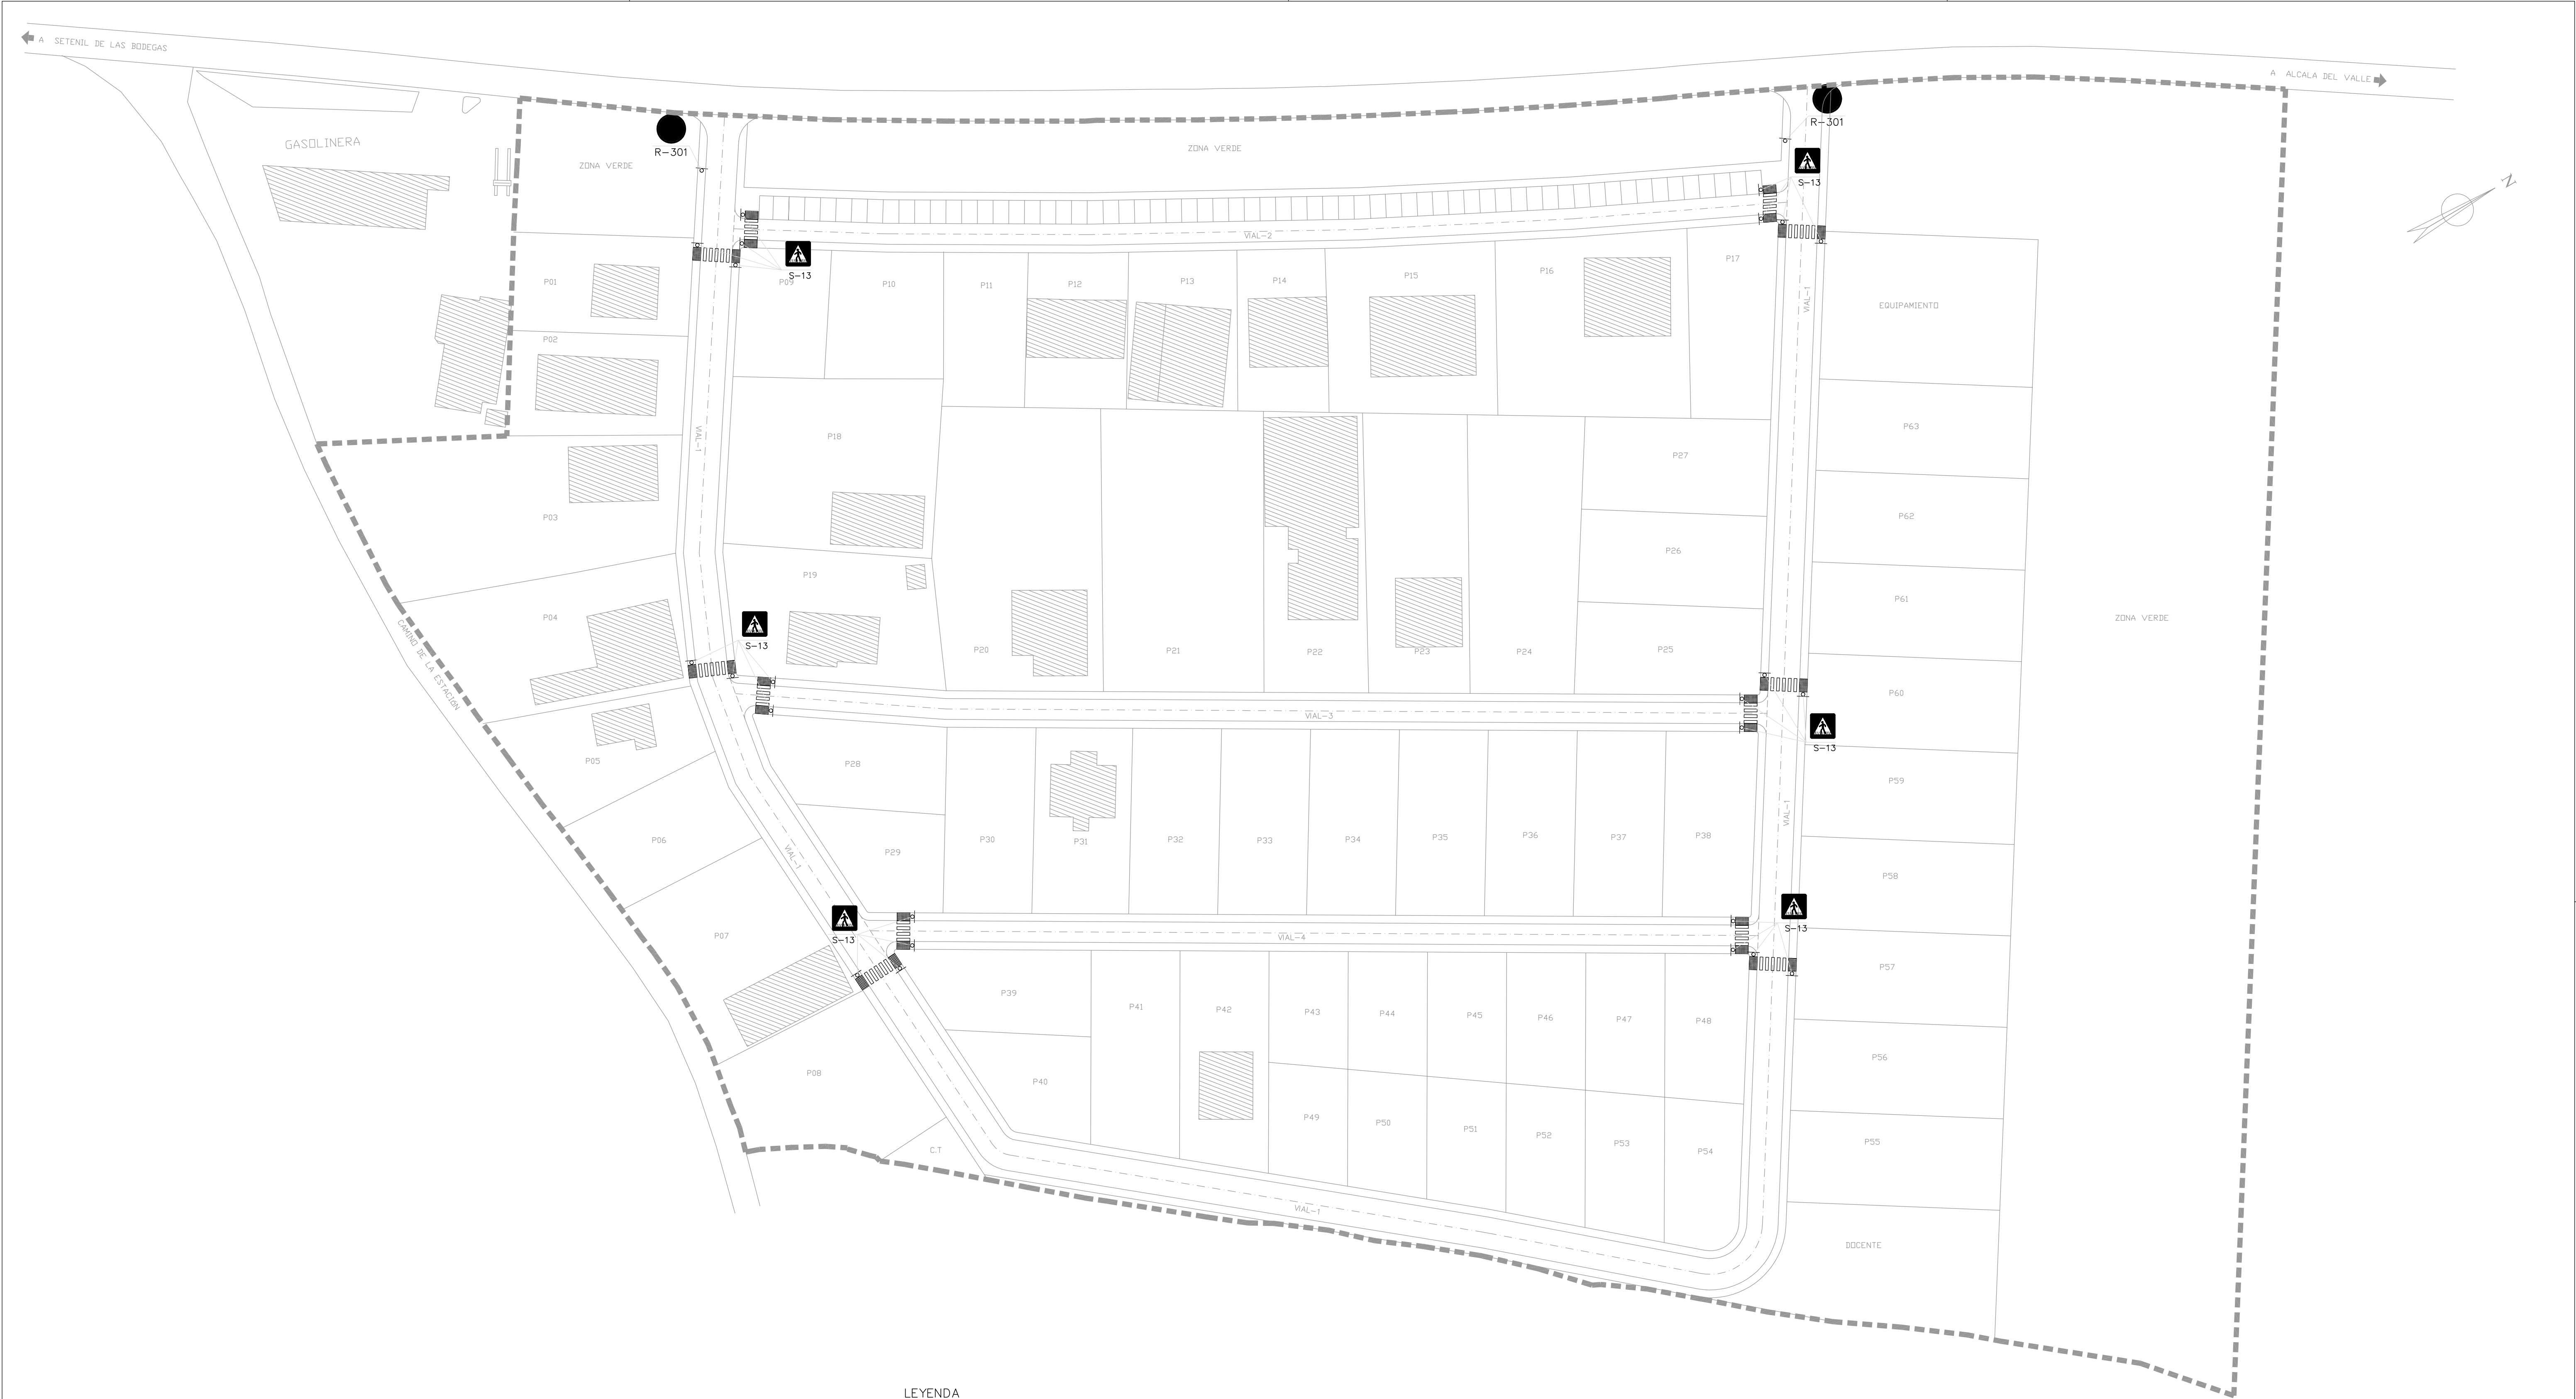 A SETENIL DE LAS BODEGAS
A ALCALA DEL VALLE
N
GASOLINERA
ZONA VERDE
R-301
ZONA VERDE
R-301
S-13
VIAL-2
S-13
P01
P09
P10
P11
P12
P13
P14
P15
P16
P17
VIAL-1
EQUIPAMIENTO
P02
VIAL-1
P18
P27
P63
P03
P26
P62
P19
P04
P61
ZONA VERDE
CAMINO DE LA ESTACION
S-13
P20
P21
P22
P23
P24
P25
P60
VIAL-3
S-13
P05
P28
P59
VIAL-1
P06
VIAL-1
P29
P30
P31
P32
P33
P34
P35
P36
P37
P38
P58
P07
S-13
VIAL-4
S-13
P57
P39
P41
P42
P43
P44
P45
P46
P47
P48
P56
P08
P40
P49
P50
P51
P52
P53
P54
P55
C.T
VIAL-1
DOCENTE
LEYENDA